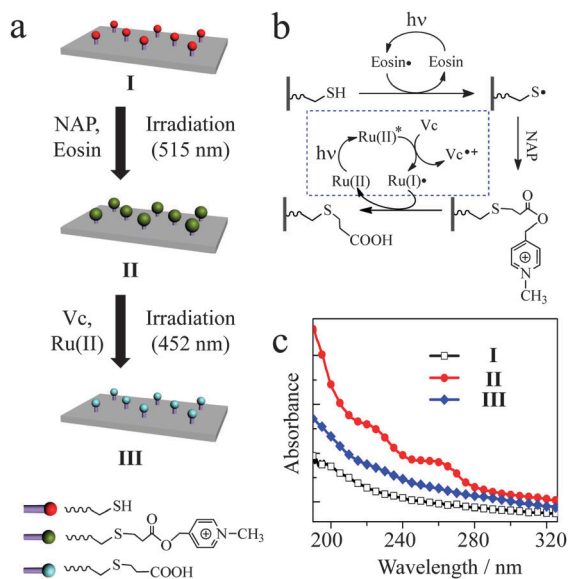 a
I
NAP, Irradiation
Eosin (515 nm)
II
Vc, Irradiation
Ru(II) (452 nm)
III
SH
S O O N CH₃ +
S COOH
b
hν
Eosin• Eosin
SH S•
NAP
Ru(II)* Vc
hν Vc•+
Ru(II) Ru(I)•
S COOH
S O O
+
N
CH₃
c
I
II
III
Absorbance
200 240 280 320
Wavelength / nm